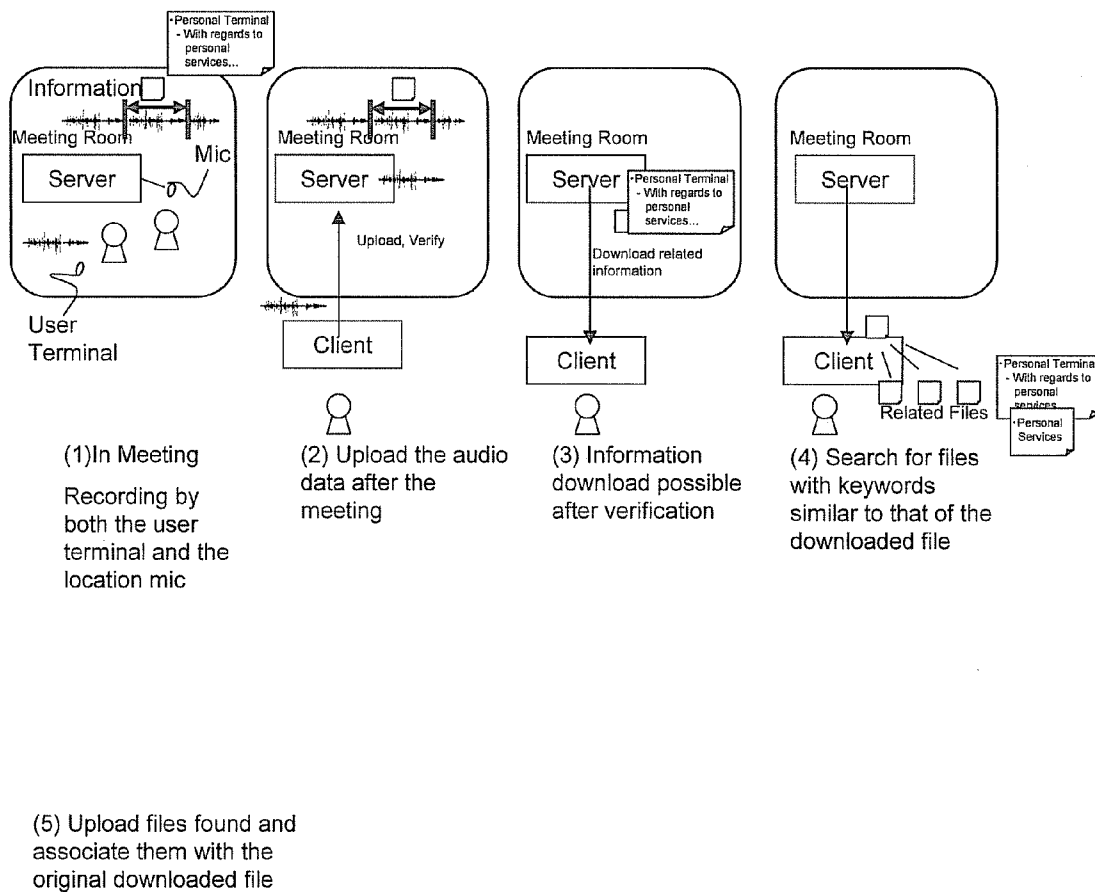 ・Personal Terminal
- With regards to
personal
services...
Information
Meeting Room
Mic
Server
User
Terminal
(1)In Meeting
Recording by
both the user
terminal and the
location mic
Meeting Room
Server
Upload, Verify
Client
(2) Upload the audio
data after the
meeting
Meeting Room
Server
・Personal Terminal
- With regards to
personal
services...
Download related
information
Client
(3) Information
download possible
after verification
Meeting Room
Server
Client
Related Files
・Personal Terminal
- With regards to
personal
services
・Personal
Services
(4) Search for files
with keywords
similar to that of the
downloaded file
(5) Upload files found and
associate them with the
original downloaded file